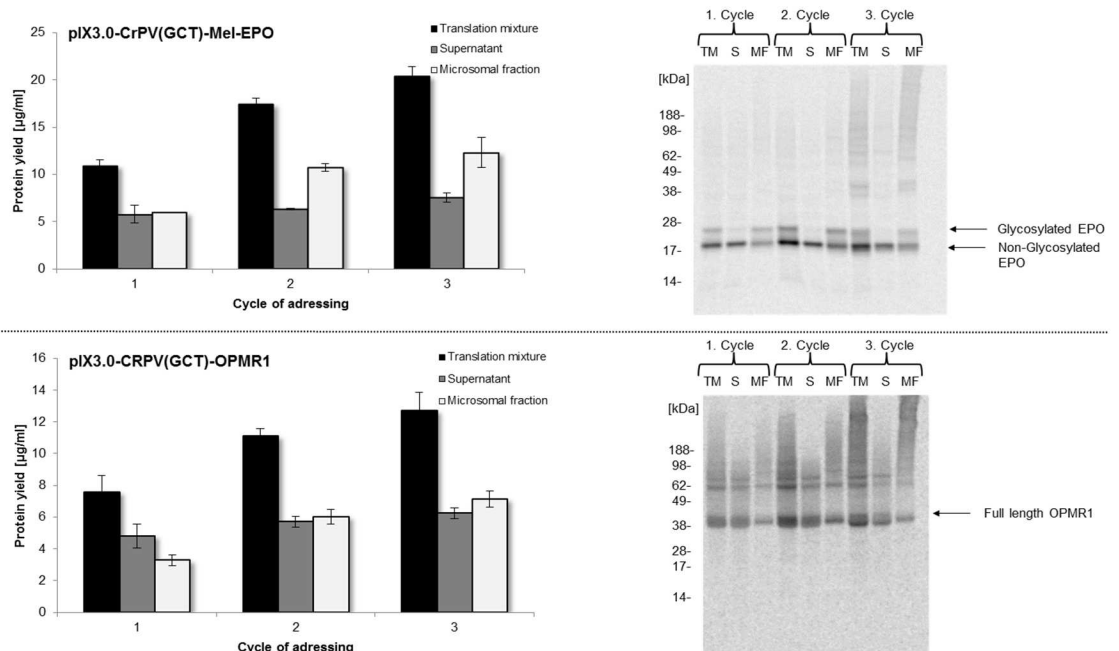 pIX3.0-CrPV(GCT)-Mel-EPO
Translation mixture
Supernatant
Microsomal fraction
Protein yield [µg/ml]
25
20
15
10
5
0
1 2 3
Cycle of adressing
1. Cycle 2. Cycle 3. Cycle
TM S MF TM S MF TM S MF
[kDa]
188-
98-
62-
49-
38-
28-
17-
14-
Glycosylated EPO
Non-Glycosylated
EPO
pIX3.0-CRPV(GCT)-OPMR1
Translation mixture
Supernatant
Microsomal fraction
Protein yield [µg/ml]
16
14
12
10
8
6
4
2
0
1 2 3
Cycle of adressing
1. Cycle 2. Cycle 3. Cycle
TM S MF TM S MF TM S MF
[kDa]
188-
98-
62-
49-
38-
28-
17-
14-
Full length OPMR1